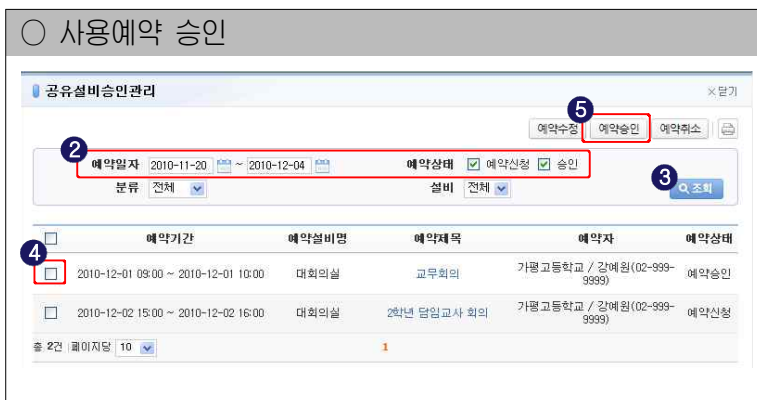 ○ 사용예약 승인
공유설비승인관리 ×닫기
5
예약수정 예약승인 예약취소
2
예약일자 2010-11-20 ~ 2010-12-04 예약상태 예약신청 승인
3
분류 전체 설비 전체 조회
예약기간 예약설비명 예약제목 예약자 예약상태
4
2010-12-01 09:00 ~ 2010-12-01 10:00 대회의실 교무회의 가평고등학교 / 강예원(02-999-9999) 예약승인
2010-12-02 15:00 ~ 2010-12-02 16:00 대회의실 2학년 담임교사 회의 가평고등학교 / 강예원(02-999-9999) 예약신청
총 2건 페이지당 10 1